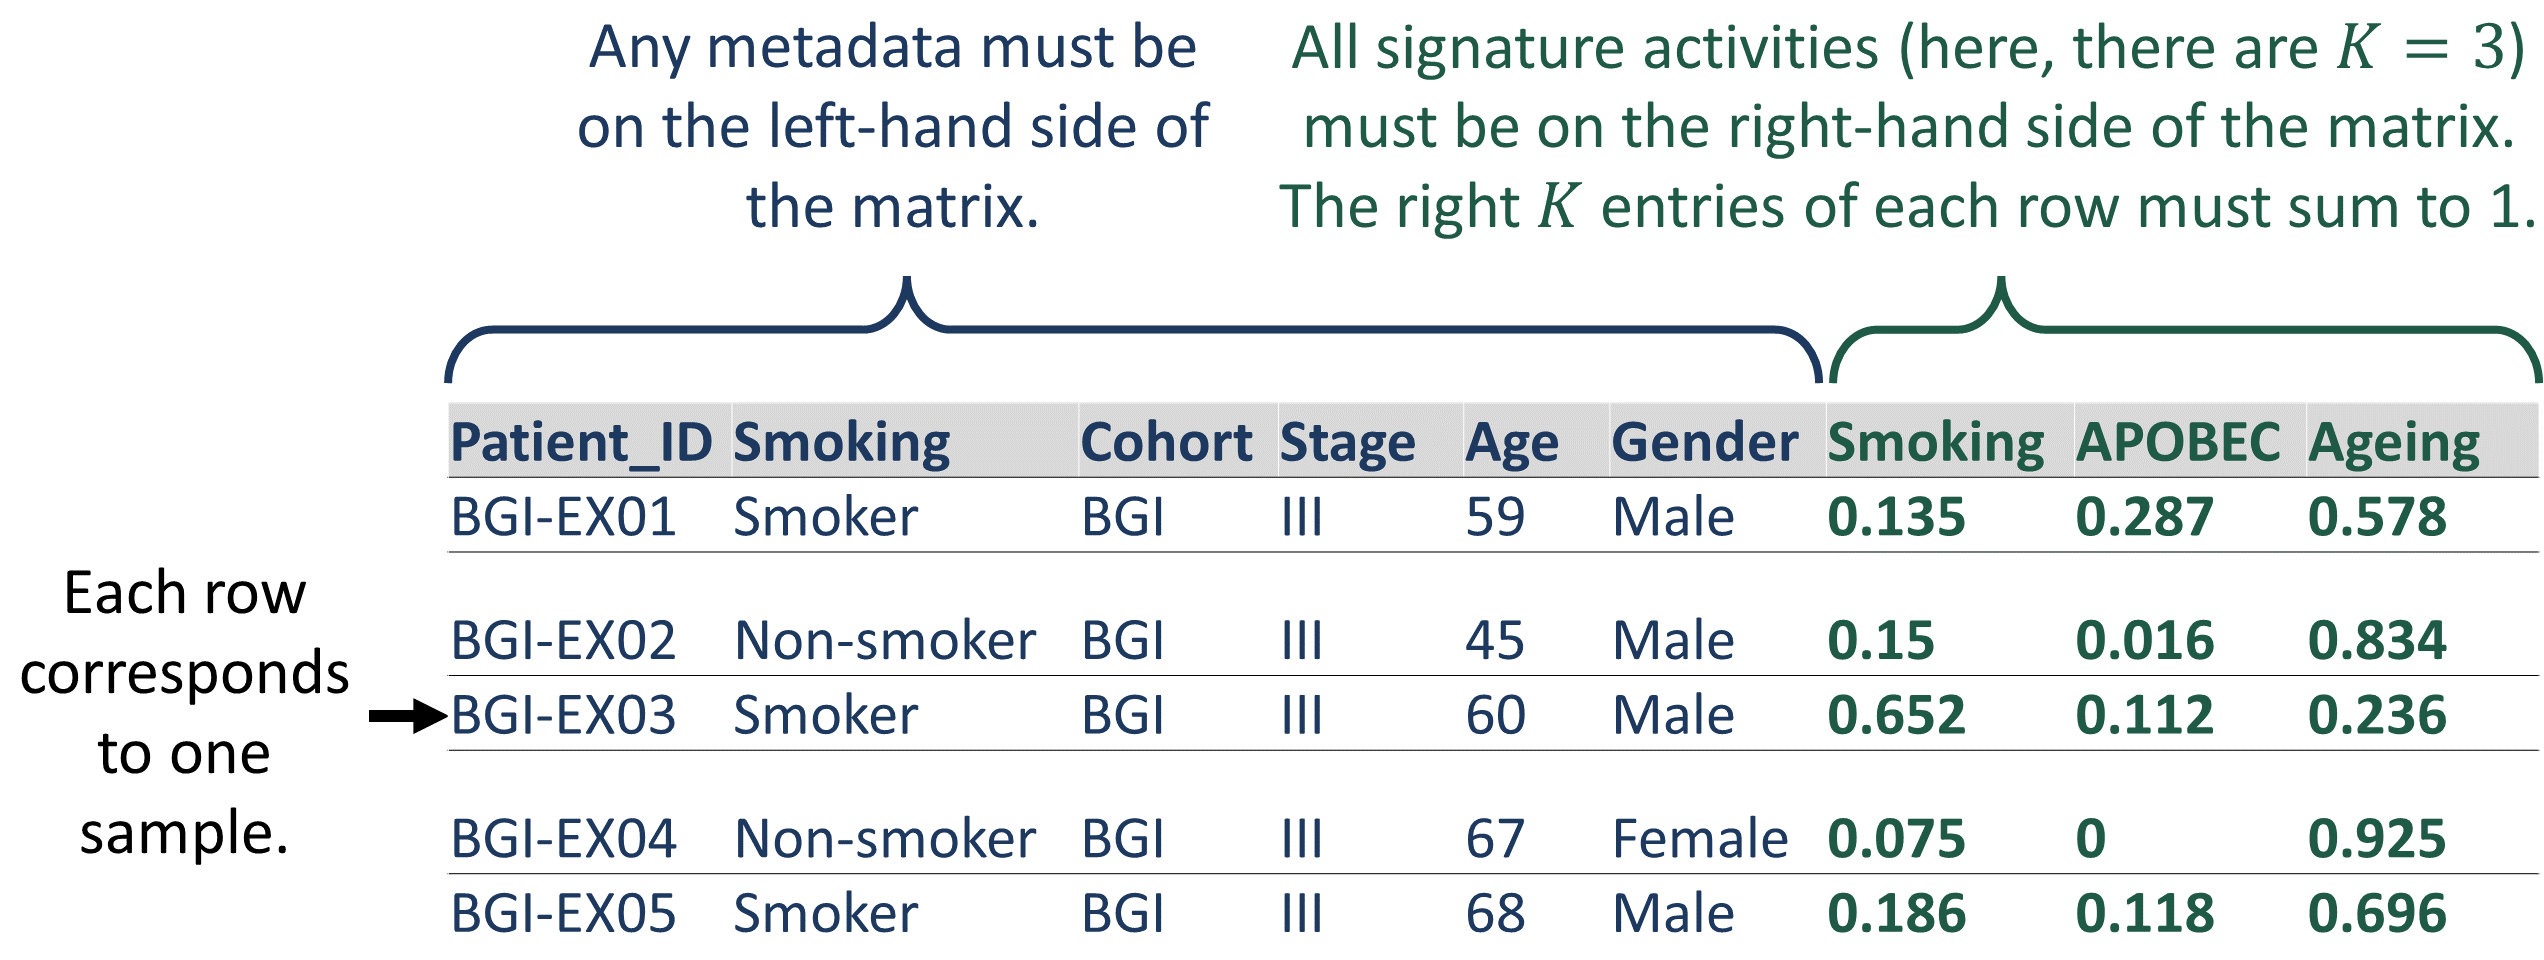 Any metadata must be
on the left-hand side of
the matrix.
All signature activities (here, there are K = 3)
must be on the right-hand side of the matrix.
The right K entries of each row must sum to 1.
Patient_ID Smoking Cohort Stage Age Gender Smoking APOBEC Ageing
BGI-EX01 Smoker BGI III 59 Male 0.135 0.287 0.578
BGI-EX02 Non-smoker BGI III 45 Male 0.15 0.016 0.834
BGI-EX03 Smoker BGI III 60 Male 0.652 0.112 0.236
BGI-EX04 Non-smoker BGI III 67 Female 0.075 0 0.925
BGI-EX05 Smoker BGI III 68 Male 0.186 0.118 0.696
Each row
corresponds
to one
sample.